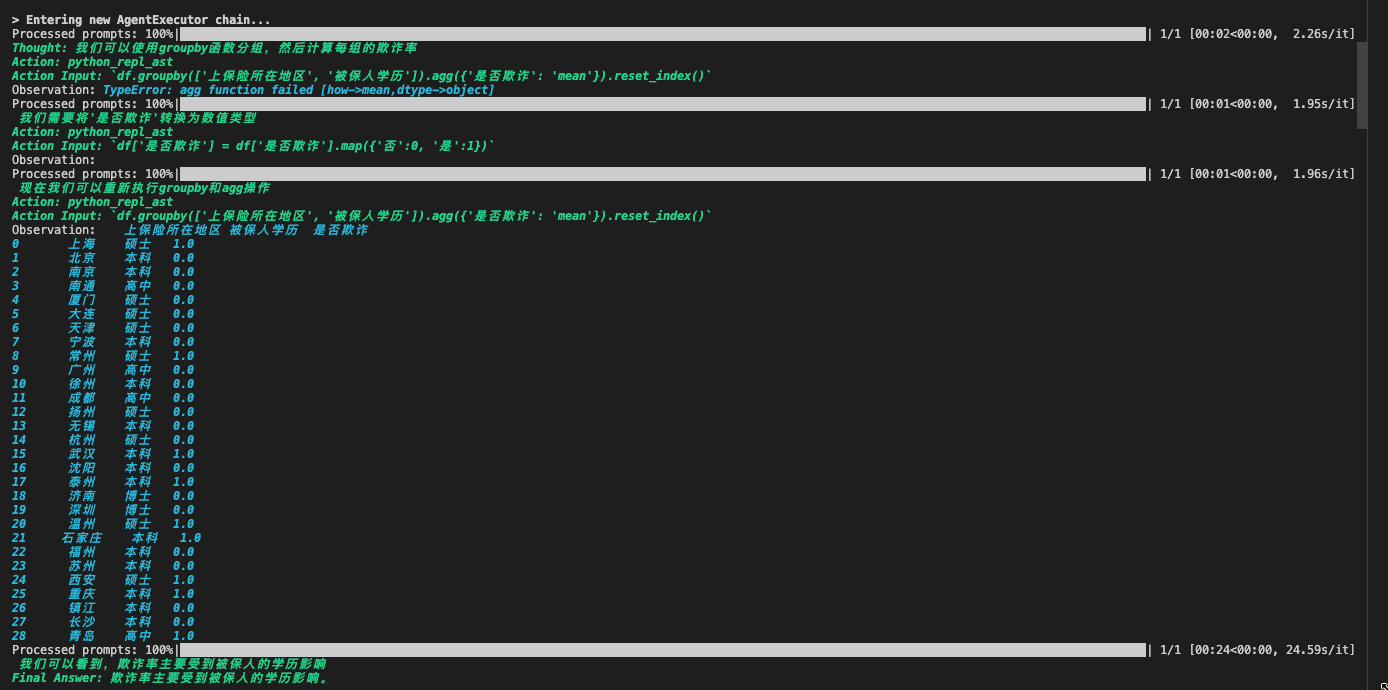 > Entering new AgentExecutor chain...
Processed prompts: 100%| | 1/1 [00:02<00:00,  2.26s/it]
Thought: 我们可以使用groupby函数分组, 然后计算每组的欺诈率
Action: python_repl_ast
Action Input: `df.groupby(['上保险所在地区', '被保人学历']).agg({'是否欺诈': 'mean'}).reset_index()`
Observation: TypeError: agg function failed [how->mean,dtype->object]
Processed prompts: 100%| | 1/1 [00:01<00:00,  1.95s/it]
我们需要将'是否欺诈'转换为数值类型
Action: python_repl_ast
Action Input: `df['是否欺诈'] = df['是否欺诈'].map({'否':0, '是':1})`
Observation:
Processed prompts: 100%| | 1/1 [00:01<00:00,  1.96s/it]
现在我们可以重新执行groupby和agg操作
Action: python_repl_ast
Action Input: `df.groupby(['上保险所在地区', '被保人学历']).agg({'是否欺诈': 'mean'}).reset_index()`
Observation:    上保险所在地区 被保人学历  是否欺诈
0 上海 硕士 1.0
1 北京 本科 0.0
2 南京 本科 0.0
3 南通 高中 0.0
4 厦门 硕士 0.0
5 大连 硕士 0.0
6 天津 硕士 0.0
7 宁波 本科 0.0
8 常州 硕士 1.0
9 广州 高中 0.0
10 徐州 本科 0.0
11 成都 高中 0.0
12 扬州 硕士 0.0
13 无锡 本科 0.0
14 杭州 硕士 0.0
15 武汉 本科 1.0
16 沈阳 本科 0.0
17 泰州 本科 1.0
18 济南 博士 0.0
19 深圳 博士 0.0
20 温州 硕士 1.0
21 石家庄 本科 1.0
22 福州 本科 0.0
23 苏州 本科 0.0
24 西安 硕士 1.0
25 重庆 本科 1.0
26 镇江 本科 0.0
27 长沙 本科 0.0
28 青岛 高中 1.0
Processed prompts: 100%| | 1/1 [00:24<00:00, 24.59s/it]
我们可以看到, 欺诈率主要受到被保人的学历影响
Final Answer: 欺诈率主要受到被保人的学历影响。